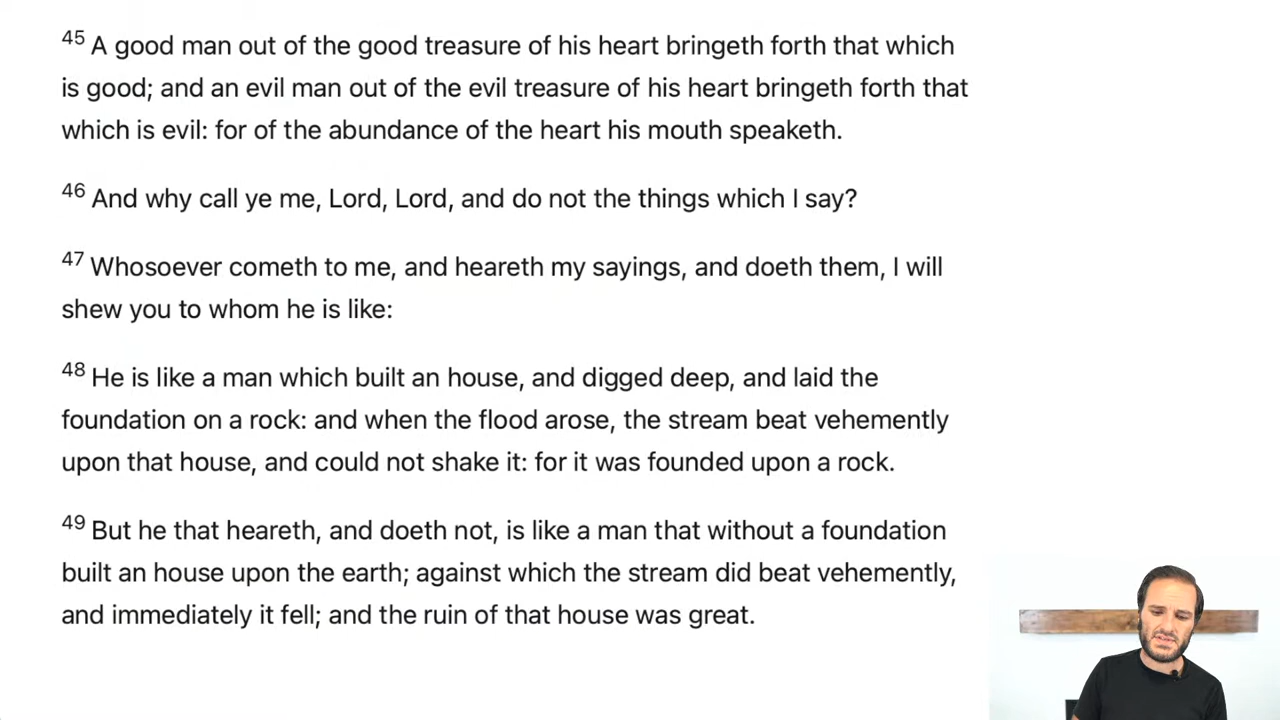 45 A good man out of the good treasure of his heart bringeth forth that which
is good; and an evil man out of the evil treasure of his heart bringeth forth that
which is evil: for of the abundance of the heart his mouth speaketh.
46 And why call ye me, Lord, Lord, and do not the things which I say?
47 Whosoever cometh to me, and heareth my sayings, and doeth them, I will
shew you to whom he is like:
48 He is like a man which built an house, and digged deep, and laid the
foundation on a rock: and when the flood arose, the stream beat vehemently
upon that house, and could not shake it: for it was founded upon a rock.
49 But he that heareth, and doeth not, is like a man that without a foundation
built an house upon the earth; against which the stream did beat vehemently,
and immediately it fell; and the ruin of that house was great.